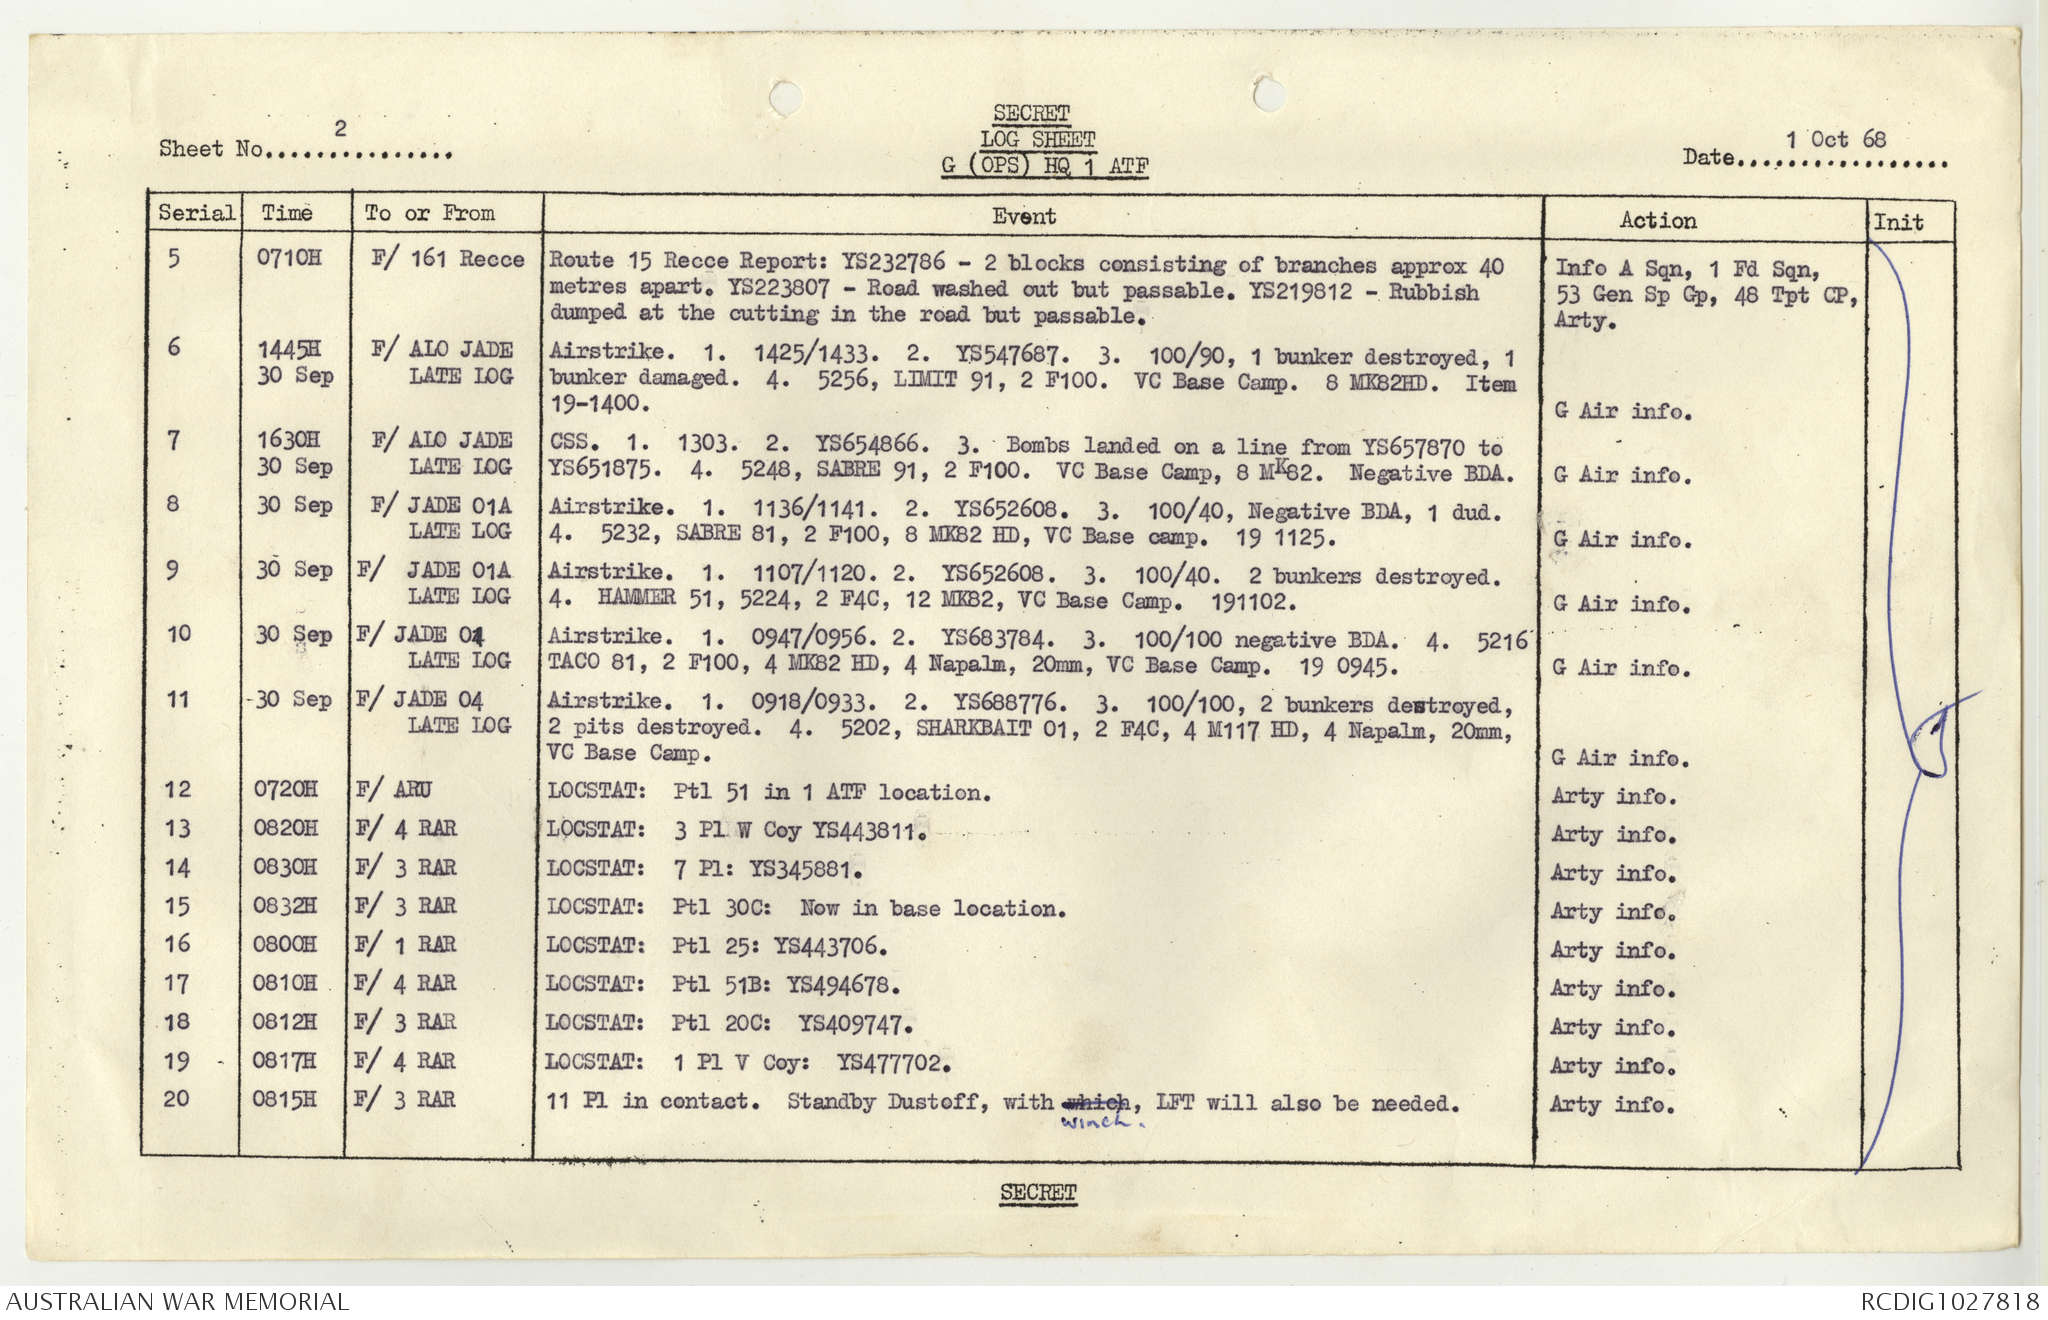 SECRET
LOG SHEET
G (OPS) HQ 1 ATF
Sheet No...2............
Date....1 Oct 68.........
Serial Time To or From Event Action Init
5 0710H F/ 161 Recce Route 15 Recce Report: YS232786 - 2 blocks consisting of branches approx 40 Info A Sqn, 1 Fd Sqn,
metres apart. YS223807 - Road washed out but passable. YS219812 - Rubbish 53 Gen Sp Gp, 48 Tpt CP,
dumped at the cutting in the road but passable. Arty.
6 1445H F/ ALO JADE Airstrike. 1. 1425/1433. 2. YS547687. 3. 100/90, 1 bunker destroyed, 1
30 Sep LATE LOG bunker damaged. 4. 5256, LIMIT 91, 2 F100. VC Base Camp. 8 MK82HD. Item
19-1400. G Air info.
7 1630H F/ ALO JADE CSS. 1. 1303. 2. YS654866. 3. Bombs landed on a line from YS657870 to
30 Sep LATE LOG YS651875. 4. 5248, SABRE 91, 2 F100. VC Base Camp, 8 MK82. Negative BDA. G Air info.
8 30 Sep F/ JADE 01A Airstrike. 1. 1136/1141. 2. YS652608. 3. 100/40, Negative BDA, 1 dud.
LATE LOG 4. 5232, SABRE 81, 2 F100, 8 MK82 HD, VC Base camp. 19 1125. G Air info.
9 30 Sep F/ JADE 01A Airstrike. 1. 1107/1120. 2. YS652608. 3. 100/40. 2 bunkers destroyed.
LATE LOG 4. HAMMER 51, 5224, 2 F4C, 12 MK82, VC Base Camp. 191102. G Air info.
10 30 Sep F/ JADE 04 Airstrike. 1. 0947/0956. 2. YS683784. 3. 100/100 negative BDA. 4. 5216
LATE LOG TACO 81, 2 F100, 4 MK82 HD, 4 Napalm, 20mm, VC Base Camp. 19 0945. G Air info.
11 30 Sep F/ JADE 04 Airstrike. 1. 0918/0933. 2. YS688776. 3. 100/100, 2 bunkers destroyed,
LATE LOG 2 pits destroyed. 4. 5202, SHARKBAIT 01, 2 F4C, 4 M117 HD, 4 Napalm, 20mm,
VC Base Camp. G Air info.
12 0720H F/ ARU LOCSTAT: Ptl 51 in 1 ATF location. Arty info.
13 0820H F/ 4 RAR LOCSTAT: 3 Pl W Coy YS443811. Arty info.
14 0830H F/ 3 RAR LOCSTAT: 7 Pl: YS345881. Arty info.
15 0832H F/ 3 RAR LOCSTAT: Ptl 30C: Now in base location. Arty info.
16 0800H F/ 1 RAR LOCSTAT: Ptl 25: YS443706. Arty info.
17 0810H F/ 4 RAR LOCSTAT: Ptl 51B: YS494678. Arty info.
18 0812H F/ 3 RAR LOCSTAT: Ptl 20C: YS409747. Arty info.
19 0817H F/ 4 RAR LOCSTAT: 1 Pl V Coy: YS477702. Arty info.
20 0815H F/ 3 RAR 11 Pl in contact. Standby Dustoff, with which, LFT will also be needed. Arty info.
winch.
SECRET
AUSTRALIAN WAR MEMORIAL
RCDIG1027818